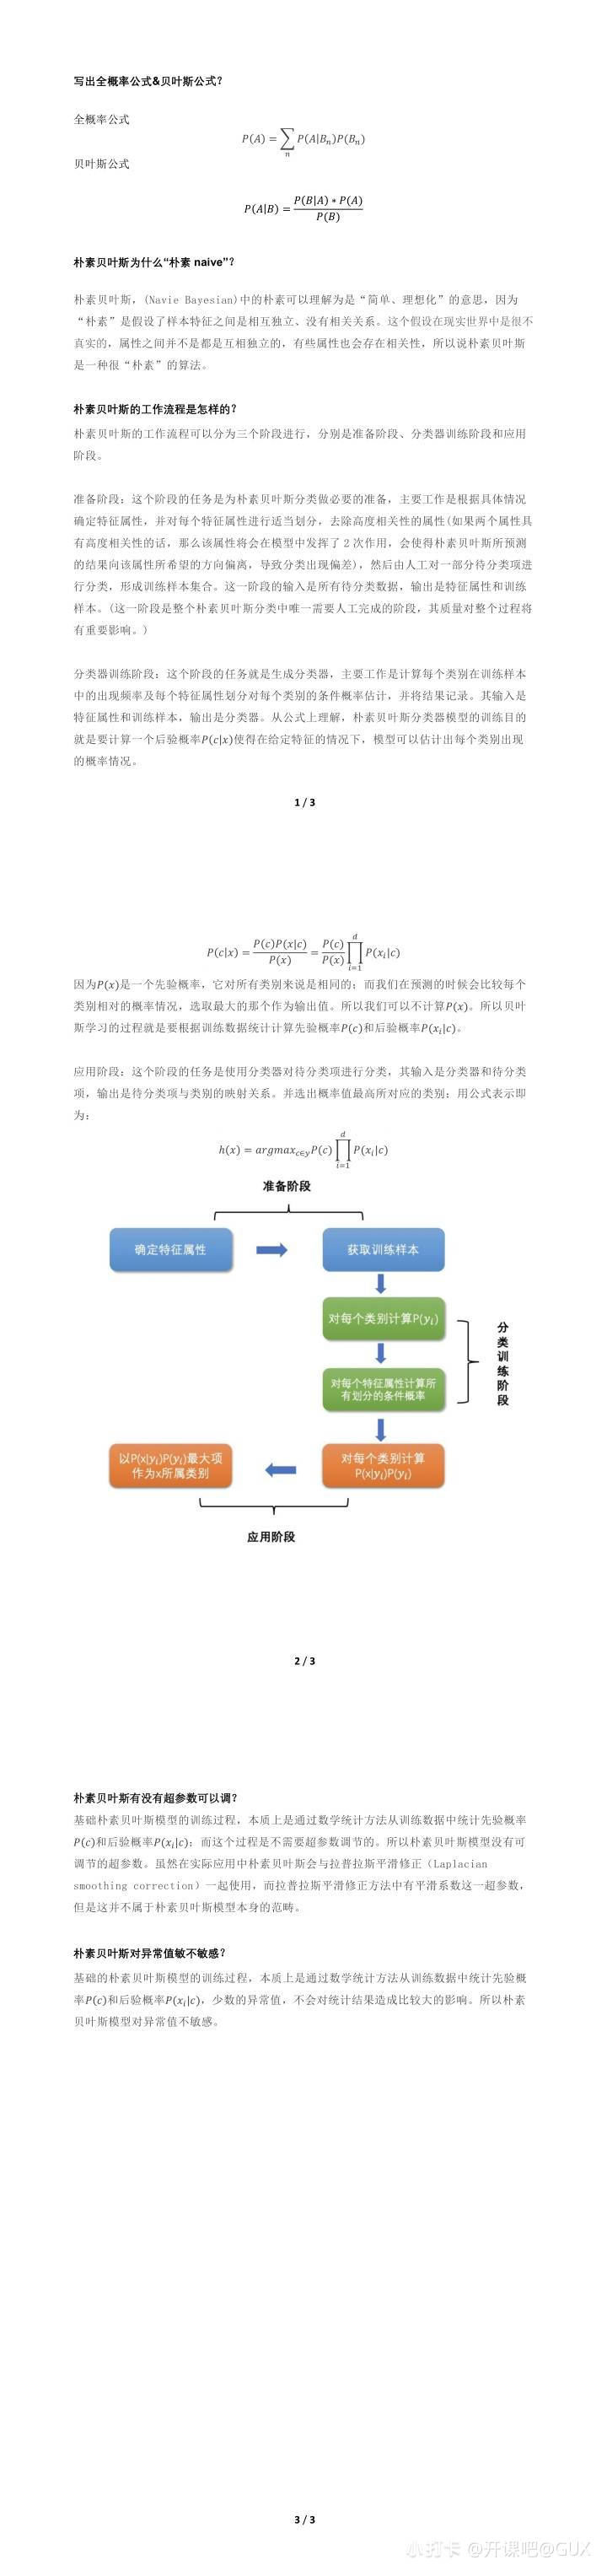 写出全概率公式&贝叶斯公式？
全概率公式
P(A) = ∑ₙ P(A|Bₙ)P(Bₙ)
贝叶斯公式
P(A|B) = P(B|A) * P(A) / P(B)
朴素贝叶斯为什么“朴素 naive”？
朴素贝叶斯，(Navie Bayesian)中的朴素可以理解为是“简单、理想化”的意思，因为
“朴素”是假设了样本特征之间是相互独立、没有相关关系。这个假设在现实世界中是很不
真实的，属性之间并不是都是互相独立的，有些属性也会存在相关性，所以说朴素贝叶斯
是一种很“朴素”的算法。
朴素贝叶斯的工作流程是怎样的？
朴素贝叶斯的工作流程可以分为三个阶段进行，分别是准备阶段、分类器训练阶段和应用
阶段。
准备阶段：这个阶段的任务是为朴素贝叶斯分类做必要的准备，主要工作是根据具体情况
确定特征属性，并对每个特征属性进行适当划分，去除高度相关性的属性(如果两个属性具
有高度相关性的话，那么该属性将会在模型中发挥了 2 次作用，会使得朴素贝叶斯所预测
的结果向该属性所希望的方向偏离，导致分类出现偏差)，然后由人工对一部分待分类项进
行分类，形成训练样本集合。这一阶段的输入是所有待分类数据，输出是特征属性和训练
样本。(这一阶段是整个朴素贝叶斯分类中唯一需要人工完成的阶段，其质量对整个过程将
有重要影响。)
分类器训练阶段：这个阶段的任务就是生成分类器，主要工作是计算每个类别在训练样本
中的出现频率及每个特征属性划分对每个类别的条件概率估计，并将结果记录。其输入是
特征属性和训练样本，输出是分类器。从公式上理解，朴素贝叶斯分类器模型的训练目的
就是要计算一个后验概率P(c|x)使得在给定特征的情况下，模型可以估计出每个类别出现
的概率情况。
1 / 3
P(c|x) = P(c)P(x|c) / P(x) = P(c) / P(x) ∏ᵢ₌₁ᵈ P(xᵢ|c)
因为P(x)是一个先验概率，它对所有类别来说是相同的；而我们在预测的时候会比较每个
类别相对的概率情况，选取最大的那个作为输出值。所以我们可以不计算P(x)。所以贝叶
斯学习的过程就是要根据训练数据统计计算先验概率P(c)和后验概率P(xᵢ|c)。
应用阶段：这个阶段的任务是使用分类器对待分类项进行分类，其输入是分类器和待分类
项，输出是待分类项与类别的映射关系。并选出概率值最高所对应的类别；用公式表示即
为：
h(x) = argmax_{c∈y} P(c) ∏ᵢ₌₁ᵈ P(xᵢ|c)
准备阶段
确定特征属性
获取训练样本
对每个类别计算P(yᵢ)
对每个特征属性计算所
有划分的条件概率
分类训练阶段
以P(x|yᵢ)P(yᵢ)最大项
作为x所属类别
对每个类别计算
P(x|yᵢ)P(yᵢ)
应用阶段
2 / 3
朴素贝叶斯有没有超参数可以调？
基础朴素贝叶斯模型的训练过程，本质上是通过数学统计方法从训练数据中统计先验概率
P(c)和后验概率P(xᵢ|c)；而这个过程是不需要超参数调节的。所以朴素贝叶斯模型没有可
调节的超参数。虽然在实际应用中朴素贝叶斯会与拉普拉斯平滑修正（Laplacian
smoothing correction）一起使用，而拉普拉斯平滑修正方法中有平滑系数这一超参数，
但是这并不属于朴素贝叶斯模型本身的范畴。
朴素贝叶斯对异常值敏不敏感？
基础的朴素贝叶斯模型的训练过程，本质上是通过数学统计方法从训练数据中统计先验概
率P(c)和后验概率P(xᵢ|c)，少数的异常值，不会对统计结果造成比较大的影响。所以朴素
贝叶斯模型对异常值不敏感。
3 / 3
小打卡 @开课吧@GUX